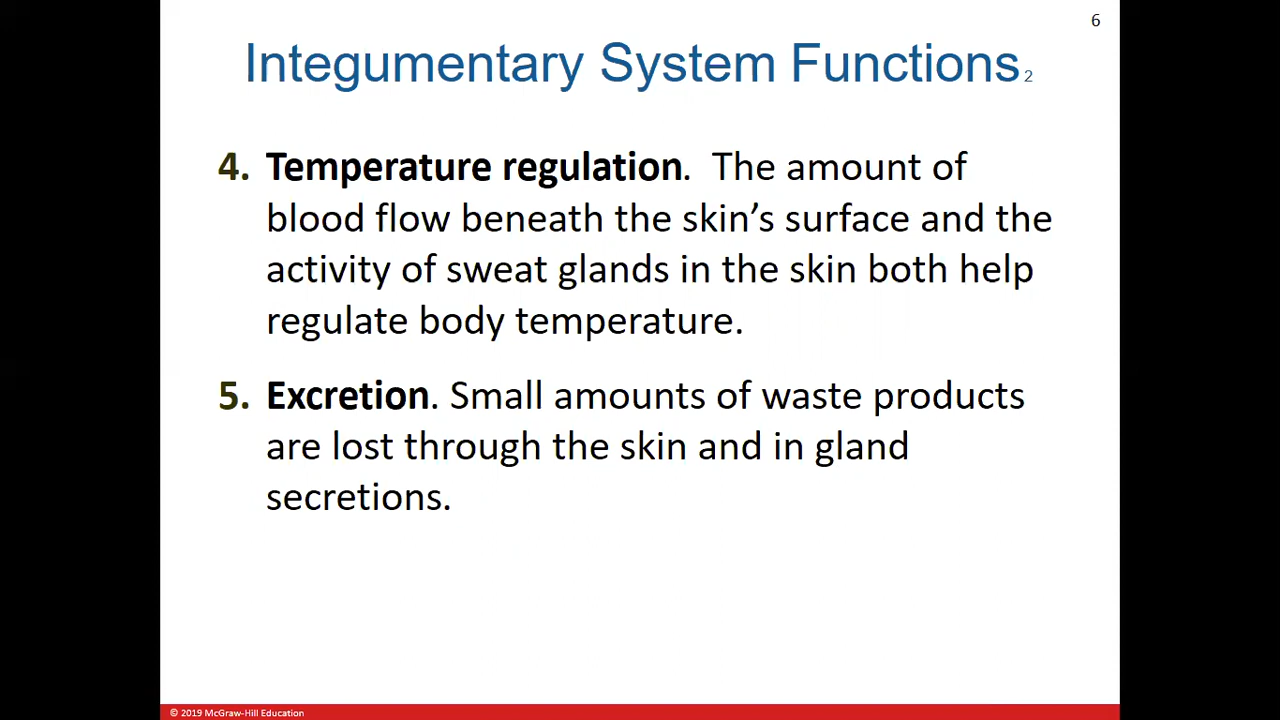 6
Integumentary System Functions 2
4. Temperature regulation. The amount of
blood flow beneath the skin’s surface and the
activity of sweat glands in the skin both help
regulate body temperature.
5. Excretion. Small amounts of waste products
are lost through the skin and in gland
secretions.
© 2019 McGraw-Hill Education